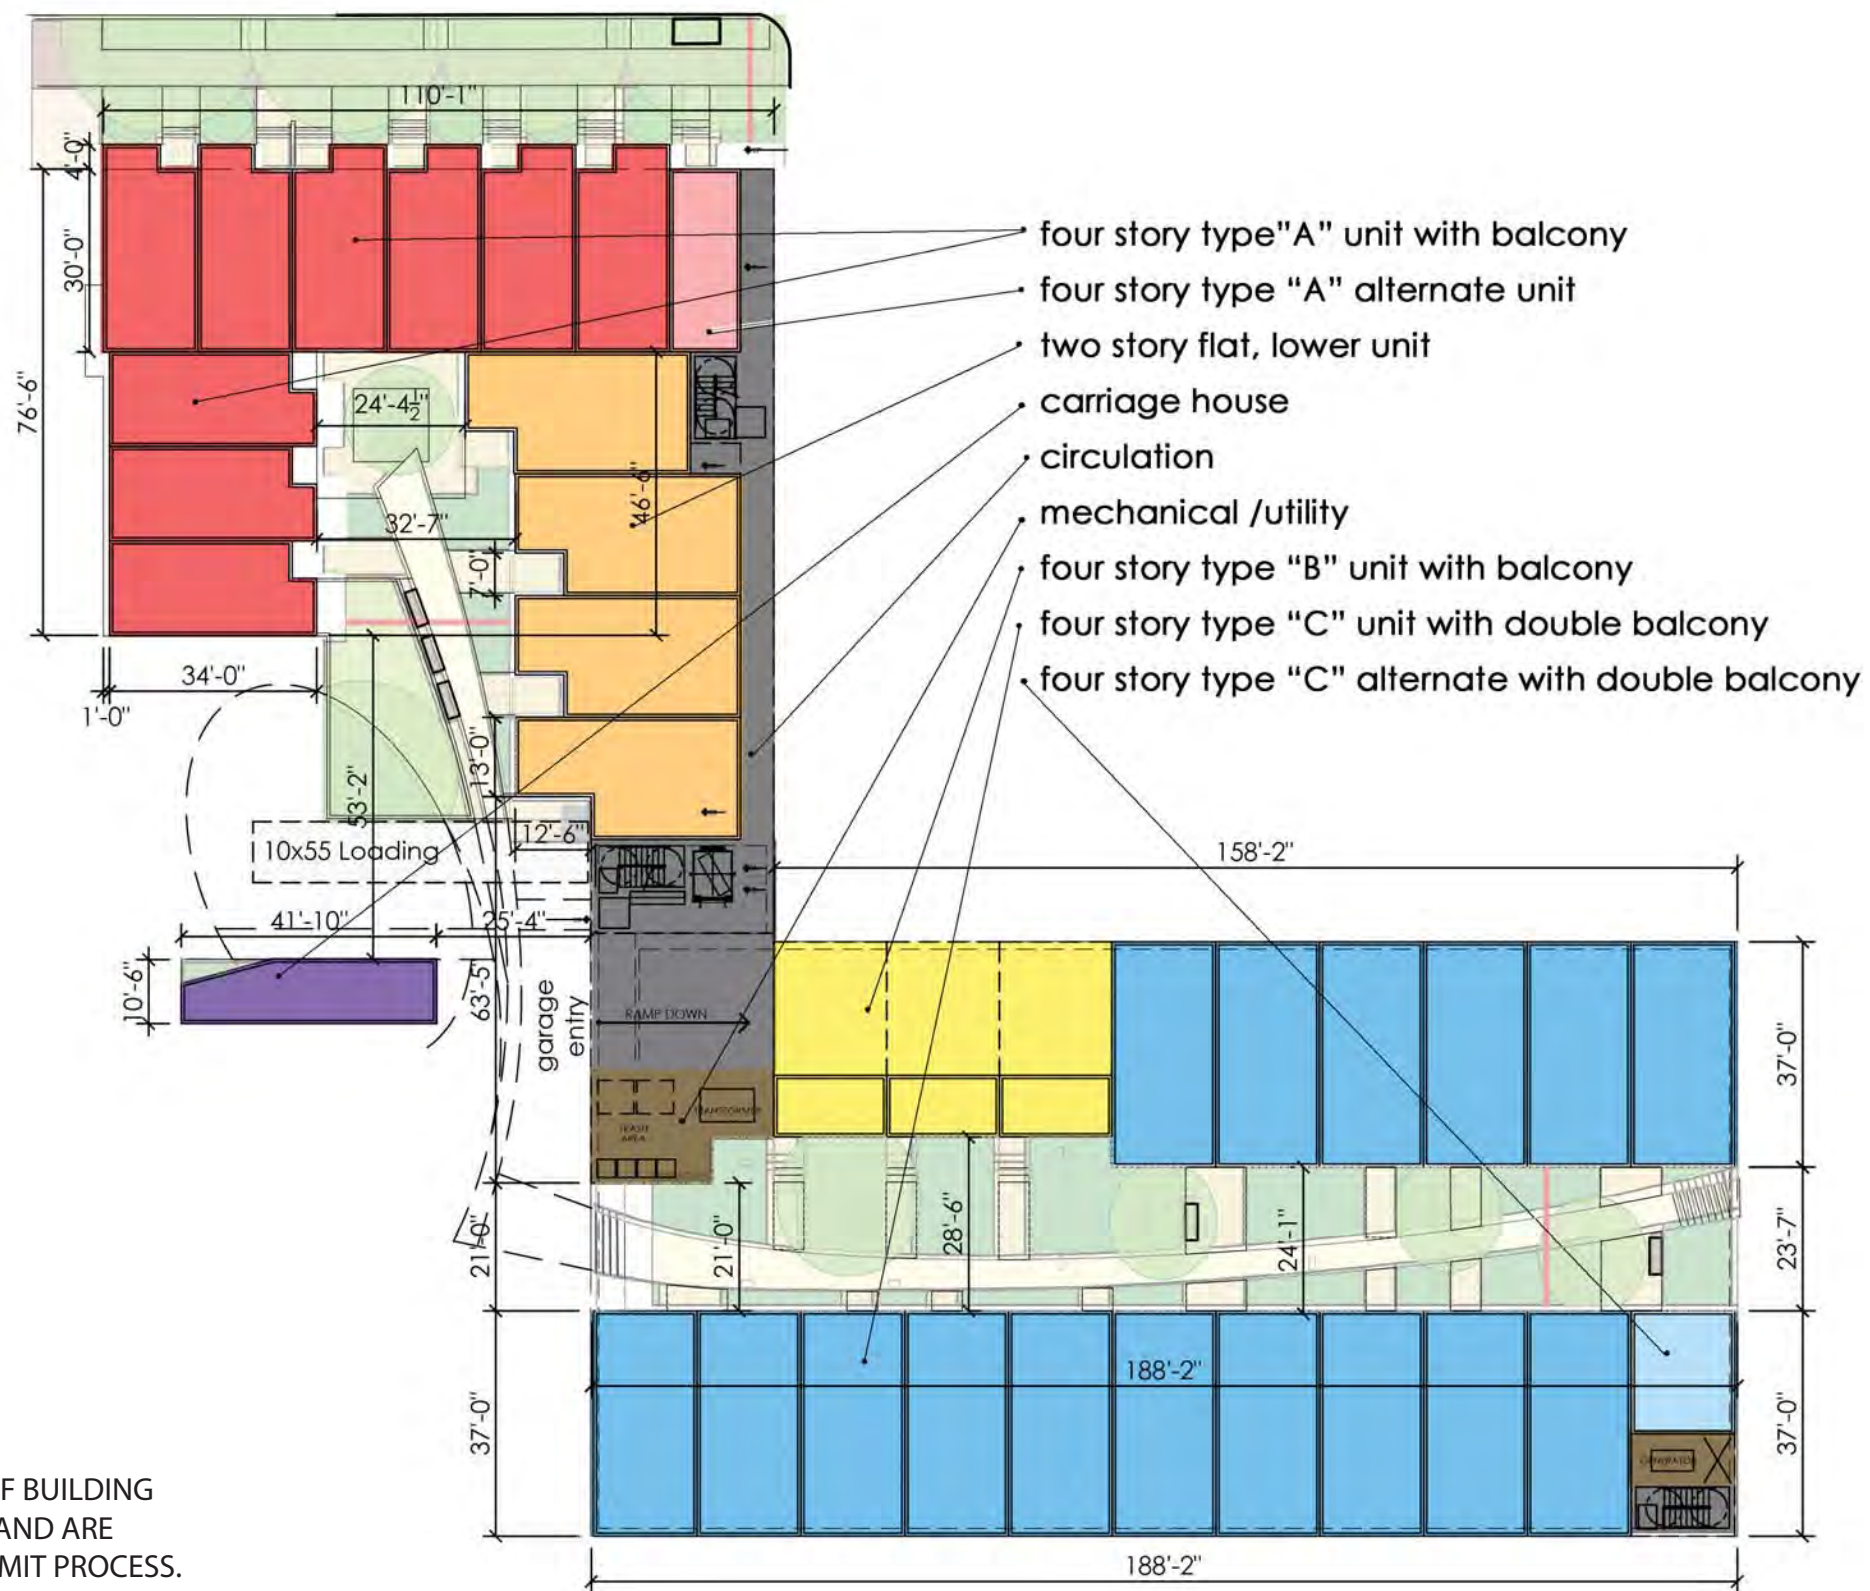 110'-1"
4'-0"
30'-0"
76'-6"
four story type"A" unit with balcony
four story type "A" alternate unit
two story flat, lower unit
carriage house
circulation
mechanical /utility
four story type "B" unit with balcony
four story type "C" unit with double balcony
four story type "C" alternate with double balcony
24'-4½"
46'-6"
32'-7"
7'-0"
34'-0"
1'-0"
13'-0"
53'-2"
12'-6"
10x55 Loading
158'-2"
41'-10"
25'-4"
10'-6"
63'-5"
garage
entry
RAMP DOWN
37'-0"
TRANSFORMER
TRASH
AREA
21'-0"
21'-0"
28'-6"
24'-1"
23'-7"
188'-2"
37'-0"
37'-0"
GENERATOR
188'-2"
F BUILDING
AND ARE
MIT PROCESS.